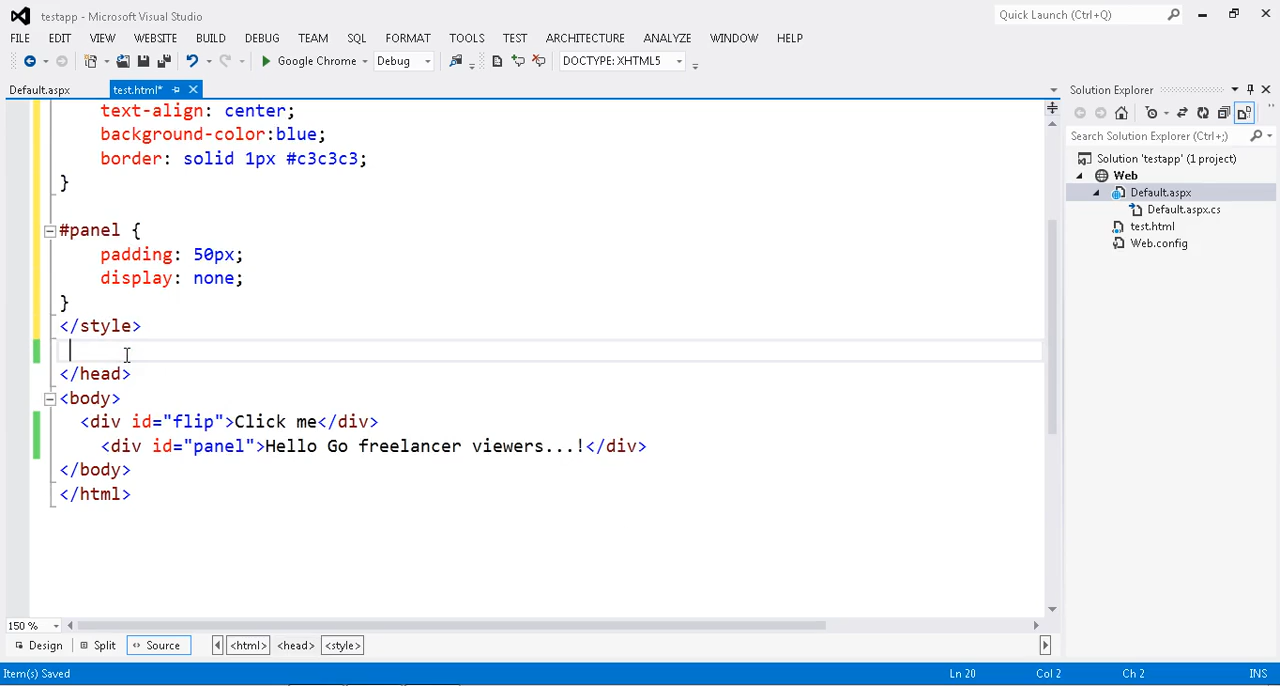 testapp - Microsoft Visual Studio
Quick Launch (Ctrl+Q)
FILE EDIT VIEW WEBSITE BUILD DEBUG TEAM SQL FORMAT TOOLS TEST ARCHITECTURE ANALYZE WINDOW HELP
Google Chrome Debug DOCTYPE: XHTML5
Default.aspx test.html*
text-align: center;
background-color:blue;
border: solid 1px #c3c3c3;
}
#panel {
padding: 50px;
display: none;
}
</style>
</head>
<body>
<div id="flip">Click me</div>
<div id="panel">Hello Go freelancer viewers...!</div>
</body>
</html>
150 %
Design Split Source <html> <head> <style>
Item(s) Saved Ln 20 Col 2 Ch 2 INS
Solution Explorer
Search Solution Explorer (Ctrl+;)
Solution 'testapp' (1 project)
Web
Default.aspx
Default.aspx.cs
test.html
Web.config